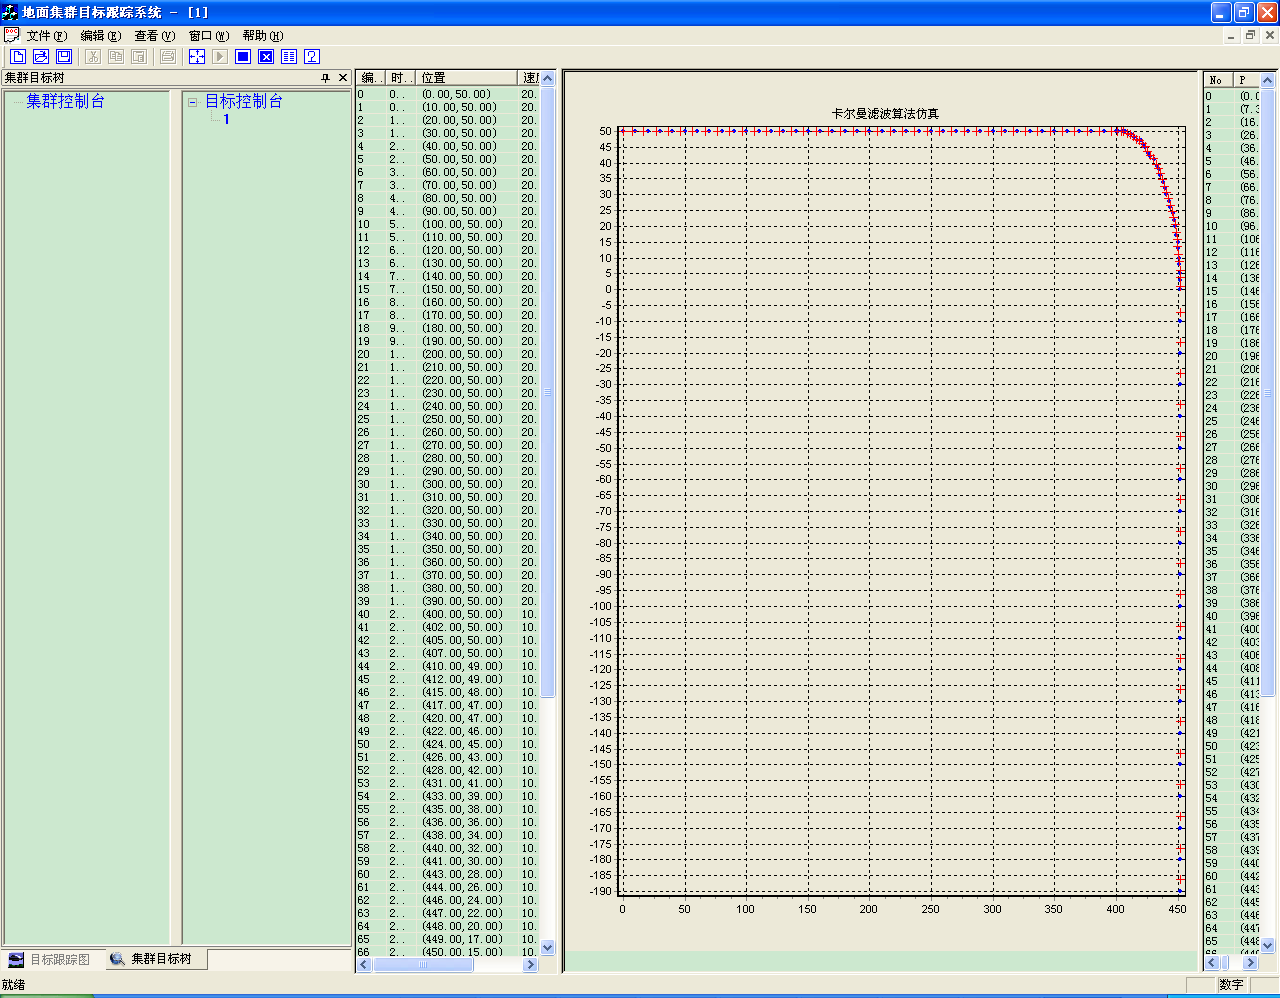 地面集群目标跟踪系统 - [1]
文件(F) 编辑(E) 查看(V) 窗口(W) 帮助(H)
集群目标树
集群控制台
目标控制台
1
编.. 时.. 位置 速度
0 0.. (0.00,50.00) 20.
1 0.. (10.00,50.00) 20.
2 1.. (20.00,50.00) 20.
3 1.. (30.00,50.00) 20.
4 2.. (40.00,50.00) 20.
5 2.. (50.00,50.00) 20.
6 3.. (60.00,50.00) 20.
7 3.. (70.00,50.00) 20.
8 4.. (80.00,50.00) 20.
9 4.. (90.00,50.00) 20.
10 5.. (100.00,50.00) 20.
11 5.. (110.00,50.00) 20.
12 6.. (120.00,50.00) 20.
13 6.. (130.00,50.00) 20.
14 7.. (140.00,50.00) 20.
15 7.. (150.00,50.00) 20.
16 8.. (160.00,50.00) 20.
17 8.. (170.00,50.00) 20.
18 9.. (180.00,50.00) 20.
19 9.. (190.00,50.00) 20.
20 1.. (200.00,50.00) 20.
21 1.. (210.00,50.00) 20.
22 1.. (220.00,50.00) 20.
23 1.. (230.00,50.00) 20.
24 1.. (240.00,50.00) 20.
25 1.. (250.00,50.00) 20.
26 1.. (260.00,50.00) 20.
27 1.. (270.00,50.00) 20.
28 1.. (280.00,50.00) 20.
29 1.. (290.00,50.00) 20.
30 1.. (300.00,50.00) 20.
31 1.. (310.00,50.00) 20.
32 1.. (320.00,50.00) 20.
33 1.. (330.00,50.00) 20.
34 1.. (340.00,50.00) 20.
35 1.. (350.00,50.00) 20.
36 1.. (360.00,50.00) 20.
37 1.. (370.00,50.00) 20.
38 1.. (380.00,50.00) 20.
39 1.. (390.00,50.00) 20.
40 2.. (400.00,50.00) 10.
41 2.. (402.00,50.00) 10.
42 2.. (405.00,50.00) 10.
43 2.. (407.00,50.00) 10.
44 2.. (410.00,49.00) 10.
45 2.. (412.00,49.00) 10.
46 2.. (415.00,48.00) 10.
47 2.. (417.00,47.00) 10.
48 2.. (420.00,47.00) 10.
49 2.. (422.00,46.00) 10.
50 2.. (424.00,45.00) 10.
51 2.. (426.00,43.00) 10.
52 2.. (428.00,42.00) 10.
53 2.. (431.00,41.00) 10.
54 2.. (433.00,39.00) 10.
55 2.. (435.00,38.00) 10.
56 2.. (436.00,36.00) 10.
57 2.. (438.00,34.00) 10.
58 2.. (440.00,32.00) 10.
59 2.. (441.00,30.00) 10.
60 2.. (443.00,28.00) 10.
61 2.. (444.00,26.00) 10.
62 2.. (446.00,24.00) 10.
63 2.. (447.00,22.00) 10.
64 2.. (448.00,20.00) 10.
65 2.. (449.00,17.00) 10.
66 2.. (450.00,15.00) 10.
卡尔曼滤波算法仿真
50
45
40
35
30
25
20
15
10
5
0
-5
-10
-15
-20
-25
-30
-35
-40
-45
-50
-55
-60
-65
-70
-75
-80
-85
-90
-95
-100
-105
-110
-115
-120
-125
-130
-135
-140
-145
-150
-155
-160
-165
-170
-175
-180
-185
-190
0 50 100 150 200 250 300 350 400 450
No P
0 (0.0
1 (7.3
2 (16.
3 (26.
4 (36.
5 (46.
6 (56.
7 (66.
8 (76.
9 (86.
10 (96.
11 (106
12 (116
13 (126
14 (136
15 (146
16 (156
17 (166
18 (176
19 (186
20 (196
21 (206
22 (216
23 (226
24 (236
25 (246
26 (256
27 (266
28 (276
29 (286
30 (296
31 (306
32 (316
33 (326
34 (336
35 (346
36 (356
37 (366
38 (376
39 (386
40 (396
41 (400
42 (403
43 (406
44 (408
45 (411
46 (413
47 (416
48 (418
49 (421
50 (423
51 (425
52 (427
53 (430
54 (432
55 (434
56 (435
57 (437
58 (439
59 (440
60 (442
61 (443
62 (445
63 (446
64 (447
65 (448
目标跟踪图 集群目标树
就绪 数字